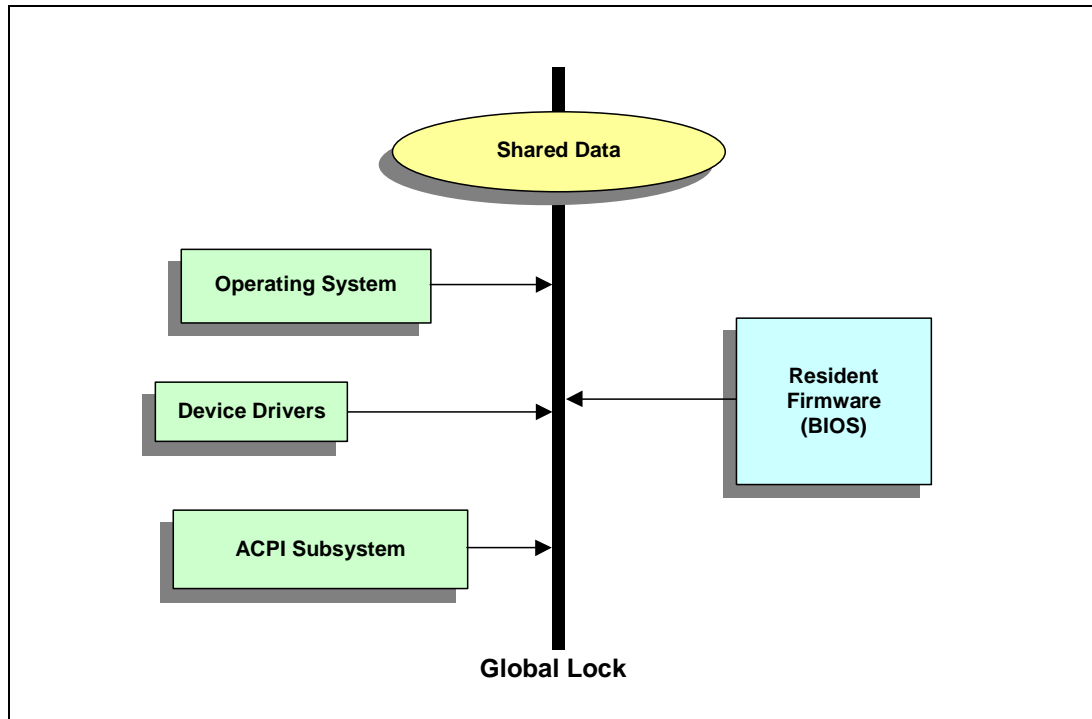 Shared Data
Operating System
Device Drivers
Resident
Firmware
(BIOS)
ACPI Subsystem
Global Lock